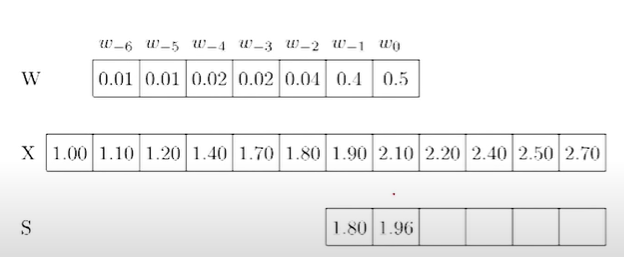 w₋₆ w₋₅ w₋₄ w₋₃ w₋₂ w₋₁ w₀
W 0.01 0.01 0.02 0.02 0.04 0.4 0.5
X 1.00 1.10 1.20 1.40 1.70 1.80 1.90 2.10 2.20 2.40 2.50 2.70
S 1.80 1.96